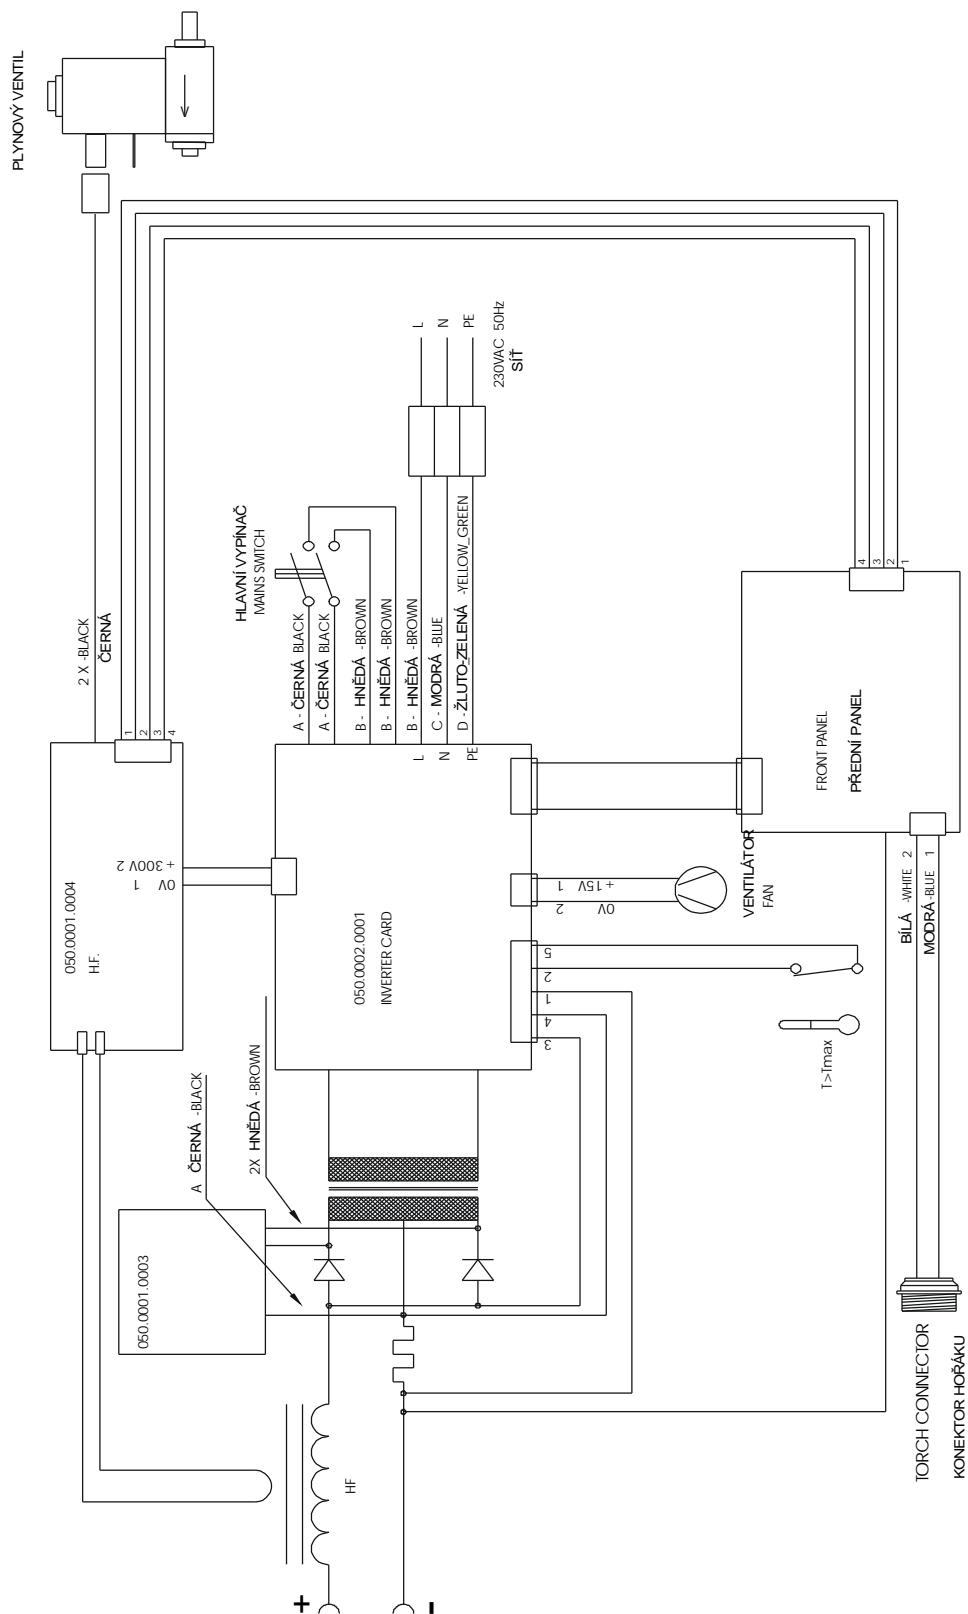 PLYNOVÝ VENTIL
2 X -BLACK
ČERNÁ
1
2
3
4
050.0001.0004
H.F.
+300V 2
0V 1
HLAVNÍ VYPÍNAČ
MAINS SWITCH
A - ČERNÁ BLACK
A - ČERNÁ BLACK
B - HNĚDÁ -BROWN
B - HNĚDÁ -BROWN
B - HNĚDÁ -BROWN
C - MODRÁ -BLUE
D - ŽLUTO-ZELENÁ -YELLOW_GREEN
L
N
PE
L
N
PE
230VAC 50Hz
SÍŤ
050.0002.0001
INVERTER CARD
1 +15V
2 0V
VENTILÁTOR
FAN
5
2
1
4
3
T>Tmax
4
3
2
1
FRONT PANEL
PŘEDNÍ PANEL
BÍLÁ -WHITE 2
MODRÁ -BLUE 1
TORCH CONNECTOR
KONEKTOR HOŘÁKU
A ČERNÁ -BLACK
2X HNĚDÁ -BROWN
050.0001.0003
HF
+
-